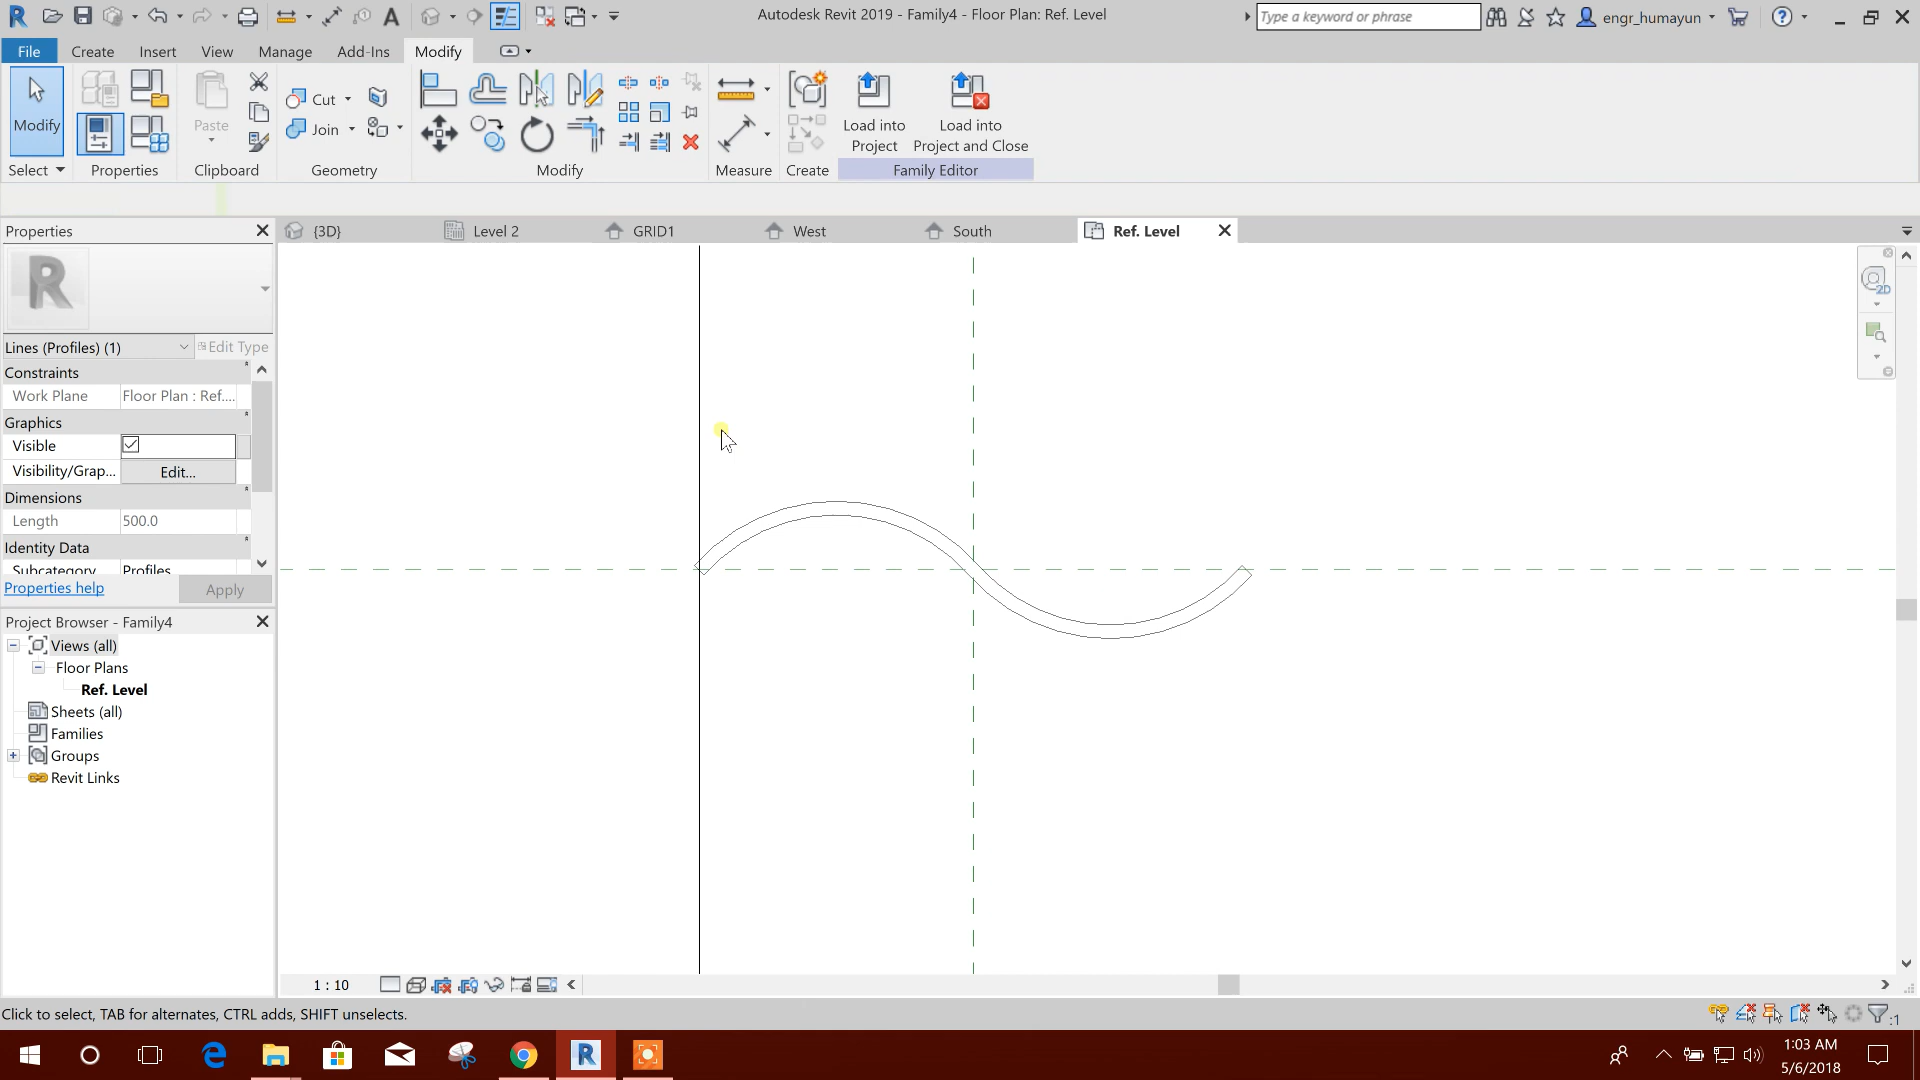 Autodesk Revit 2019 - Family4 - Floor Plan: Ref. Level
Type a keyword or phrase
engr_humayun
File Create Insert View Manage Add-Ins Modify
Modify
Paste
Cut
Join
Load into Project
Load into Project and Close
Select Properties Clipboard Geometry Modify Measure Create Family Editor
Properties
{3D} Level 2 GRID1 West South Ref. Level
Lines (Profiles) (1) Edit Type
Constraints
Work Plane Floor Plan : Ref....
Graphics
Visible
Visibility/Grap... Edit...
Dimensions
Length 500.0
Identity Data
Subcategory Profiles
Properties help Apply
Project Browser - Family4
Views (all)
Floor Plans
Ref. Level
Sheets (all)
Families
Groups
Revit Links
1 : 10
Click to select, TAB for alternates, CTRL adds, SHIFT unselects.
:1
1:03 AM
5/6/2018